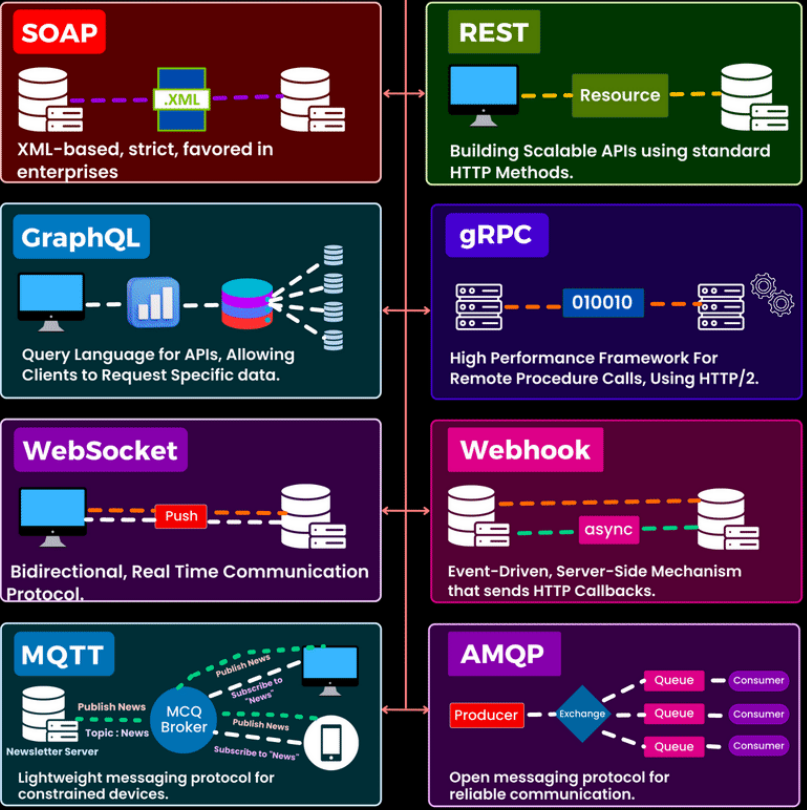 SOAP
.XML
XML-based, strict, favored in
enterprises
REST
Resource
Building Scalable APIs using standard
HTTP Methods.
GraphQL
Query Language for APIs, Allowing
Clients to Request Specific data.
gRPC
010010
High Performance Framework For
Remote Procedure Calls, Using HTTP/2.
WebSocket
Push
Bidirectional, Real Time Communication
Protocol.
Webhook
async
Event-Driven, Server-Side Mechanism
that sends HTTP Callbacks.
MQTT
Publish News
Topic : News
Newsletter Server
MCQ
Broker
Publish News
Subscribe to
"News"
Publish News
Subscribe to "News"
Lightweight messaging protocol for
constrained devices.
AMQP
Producer
Exchange
Queue
Consumer
Queue
Consumer
Queue
Consumer
Open messaging protocol for
reliable communication.